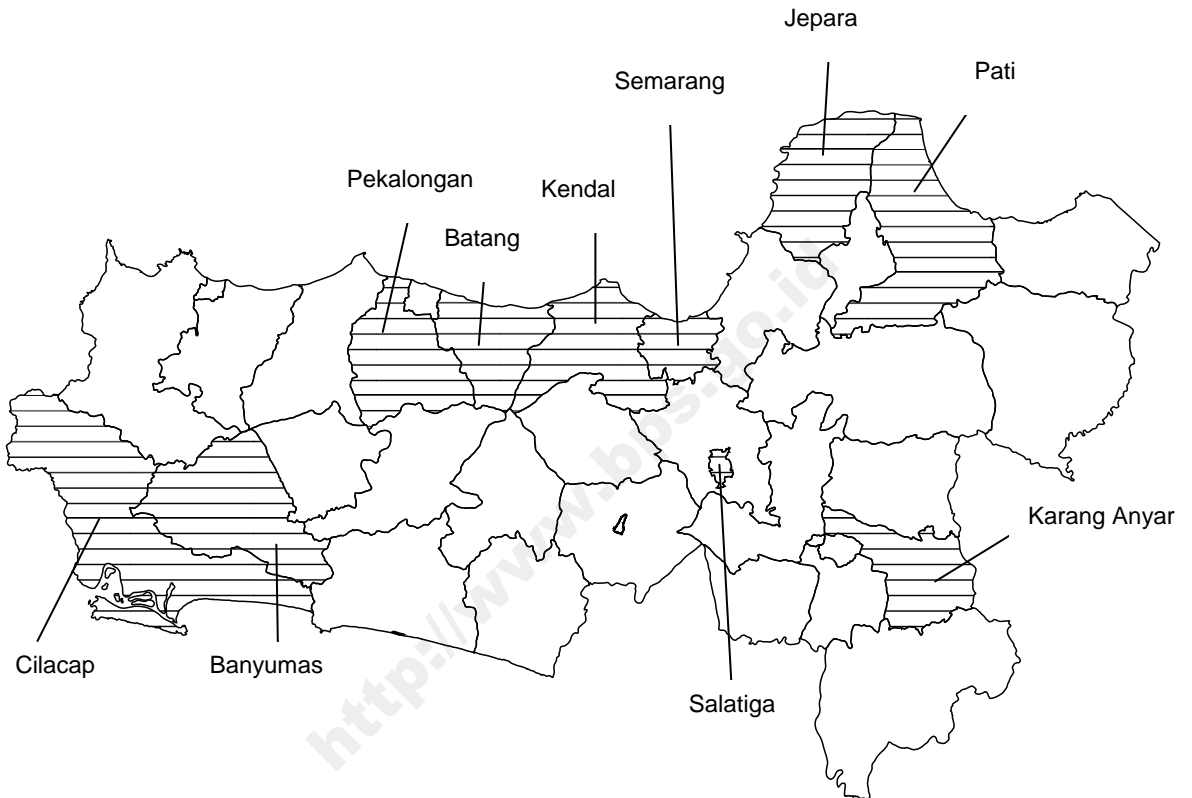 Jepara
Pati
Semarang
Pekalongan
Kendal
Batang
Karang Anyar
Cilacap
Banyumas
Salatiga
http://www.bps.go.id